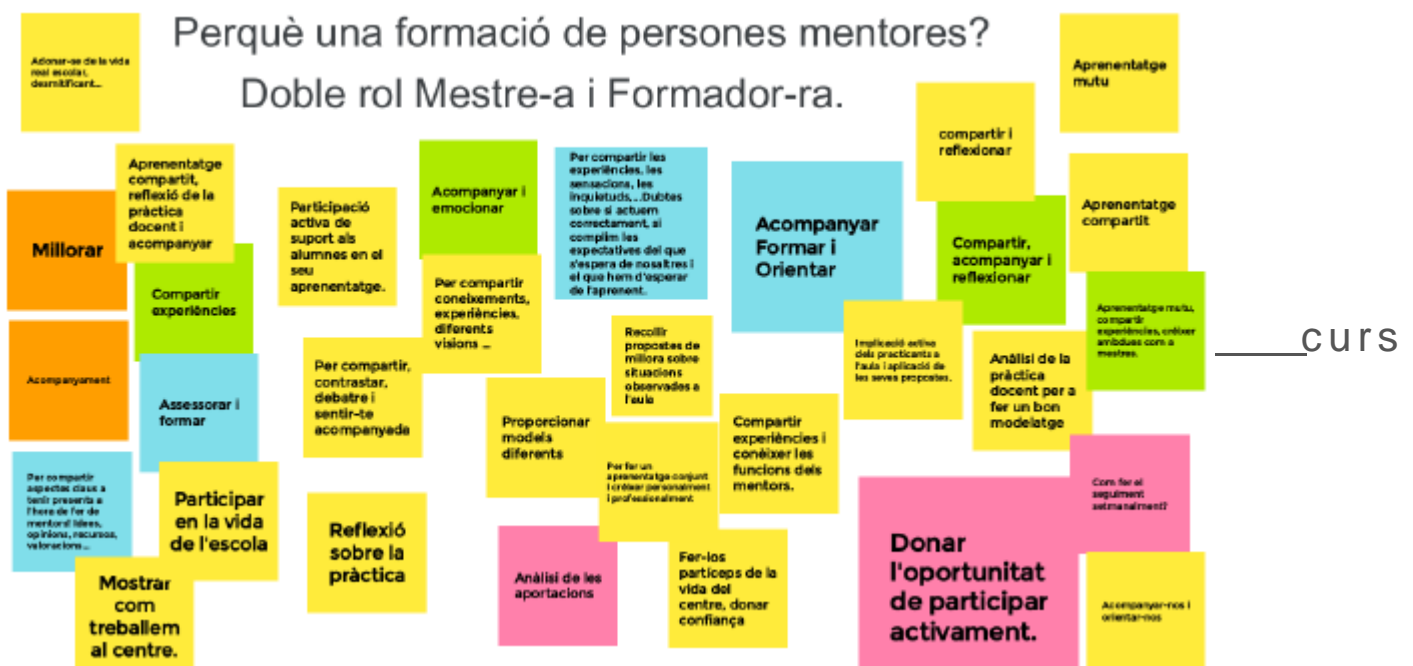 Perquè una formació de persones mentores?
Doble rol Mestre-a i Formador-ra.
Adonar-se de la vida
real escolar,
desmitificant...
Aprenentatge
mutu
compartir i
reflexionar
Aprenentatge
compartit,
reflexió de la
pràctica
docent i
acompanyar
Millorar
Compartir
experiències
Participació
activa de
suport als
alumnes en el
seu
aprenentatge.
Acompanyar i
emocionar
Per compartir les
experiències, les
sensacions, les
inquietuds,...Dubtes
sobre si actuem
correctament, si
complim les
expectatives del que
s'espera de nosaltres i
el que hem d'esperar
de l'aprenent.
Acompanyar
Formar i
Orientar
Compartir,
acompanyar i
reflexionar
Aprenentatge
compartit
Per compartir
coneixements,
experiències,
diferents
visions ...
Aprenentatge mutu,
compartir
experiències, créixer
ambdues com a
mestres.
____curs
Acompanyament
Assessorar i
formar
Per compartir,
contrastar,
debatre i
sentir-te
acompanyada
Recollir
propostes de
millora sobre
situacions
observades a
l'aula
Implicació activa
dels practicants a
l'aula i aplicació de
les seves propostes.
Anàlisi de la
pràctica
docent per a
fer un bon
modelatge
Proporcionar
models
diferents
Per fer un
aprenentatge conjunt
i créixer personalment
i professionalment
Compartir
experiències i
conèixer les
funcions dels
mentors.
Per compartir
aspectes claus a
tenir presents a
l'hora de fer de
mentors! Idees,
opinions, recursos,
valoracions...
Participar
en la vida
de l'escola
Reflexió
sobre la
pràctica
Com fer el
seguiment
setmanalment?
Donar
l'oportunitat
de participar
activament.
Anàlisi de les
aportacions
Fer-los
partíceps de la
vida del
centre, donar
confiança
Mostrar
com
treballem
al centre.
Acompanyar-nos i
orientar-nos